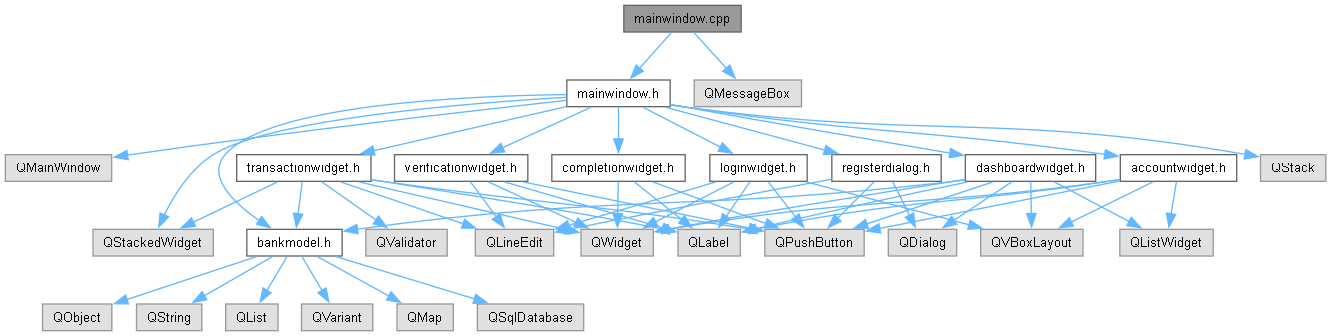 mainwindow.cpp
mainwindow.h
QMessageBox
QMainWindow
transactionwidget.h
verificationwidget.h
completionwidget.h
loginwidget.h
registerdialog.h
dashboardwidget.h
accountwidget.h
QStack
QStackedWidget
bankmodel.h
QValidator
QLineEdit
QWidget
QLabel
QPushButton
QDialog
QVBoxLayout
QListWidget
QObject
QString
QList
QVariant
QMap
QSqlDatabase